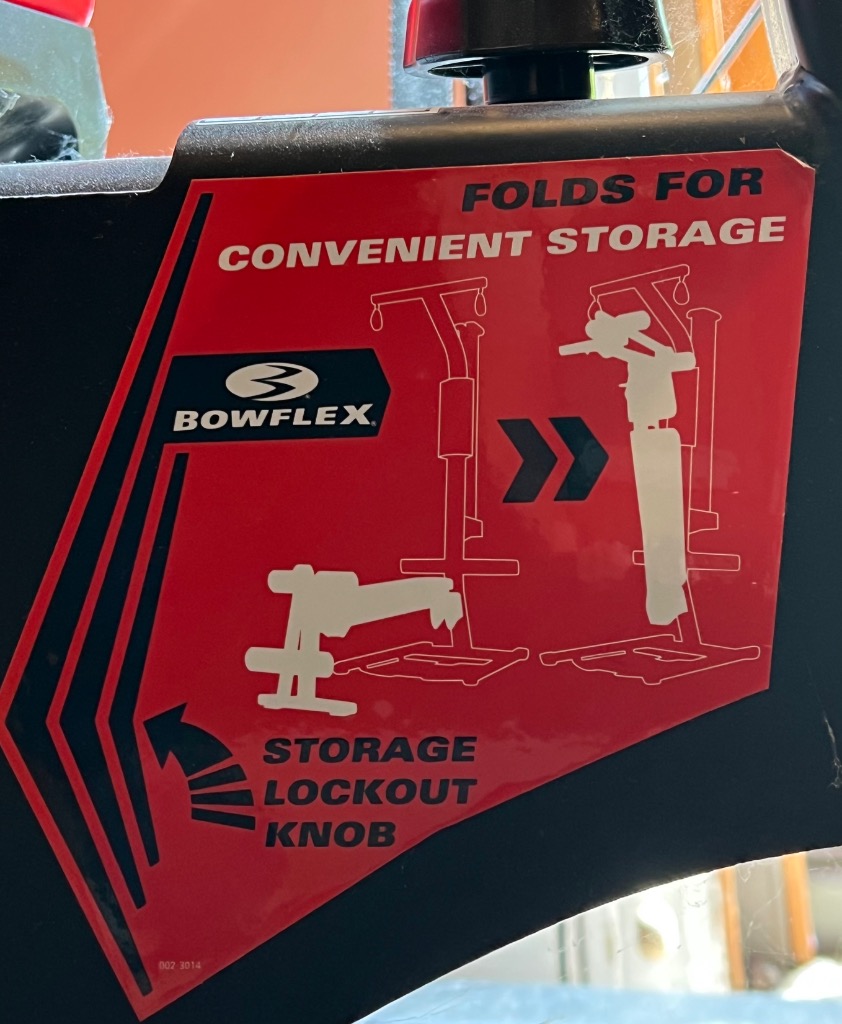 FOLDS FOR
CONVENIENT STORAGE
BOWFLEX®
STORAGE
LOCKOUT
KNOB
002 3014